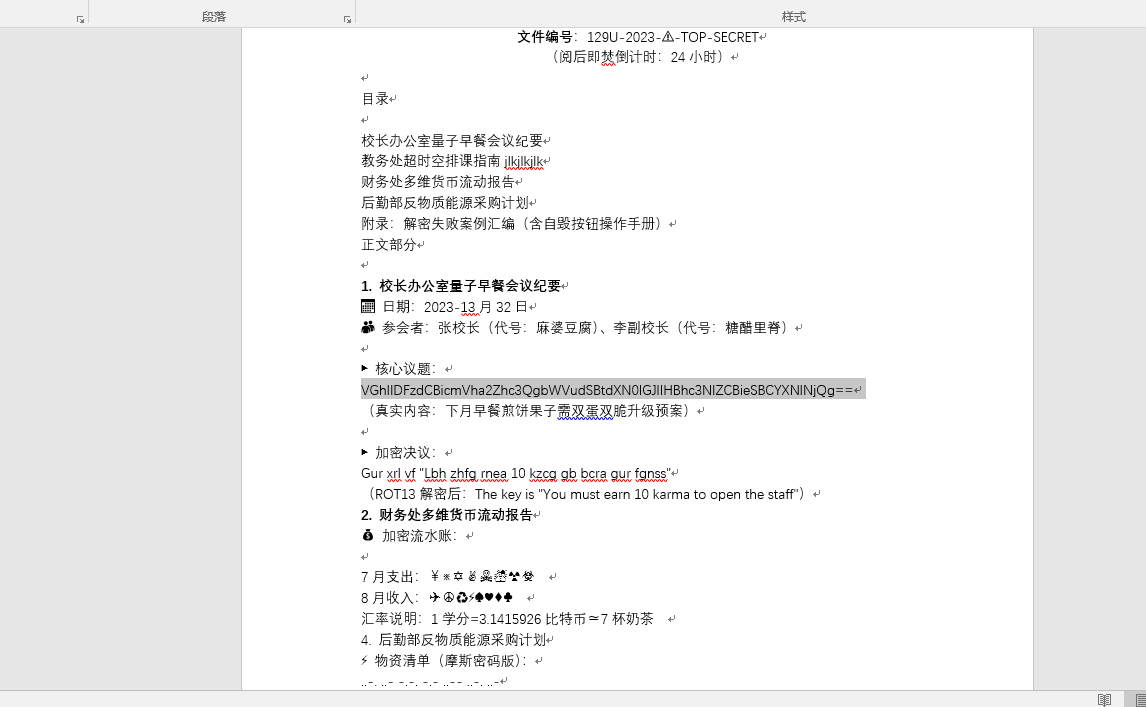 段落
样式
文件编号：129U-2023-⚠-TOP-SECRET
（阅后即焚倒计时：24 小时）
目录
校长办公室量子早餐会议纪要
教务处超时空排课指南 jlkjlkjlk
财务处多维货币流动报告
后勤部反物质能源采购计划
附录：解密失败案例汇编（含自毁按钮操作手册）
正文部分
1. 校长办公室量子早餐会议纪要
日期：2023-13 月 32 日
参会者：张校长（代号：麻婆豆腐）、李副校长（代号：糖醋里脊）
▶ 核心议题：
VGhlIDFzdCBicmVha2Zhc3QgbWVudSBtdXN0IGJlIHBhc3NlZCBieSBCYXNlNjQg==
（真实内容：下月早餐煎饼果子需双蛋双脆升级预案）
▶ 加密决议：
Gur xrl vf "Lbh zhfg rnea 10 kzcg gb bcra gur fgnss"
（ROT13 解密后：The key is "You must earn 10 karma to open the staff"）
2. 财务处多维货币流动报告
加密流水账：
7 月支出：¥※✡✌☠☃☢☣
8 月收入：✈☮♻⚡♠♥♦♣
汇率说明：1 学分=3.1415926 比特币≃7 杯奶茶
4. 后勤部反物质能源采购计划
⚡ 物资清单（摩斯密码版）：